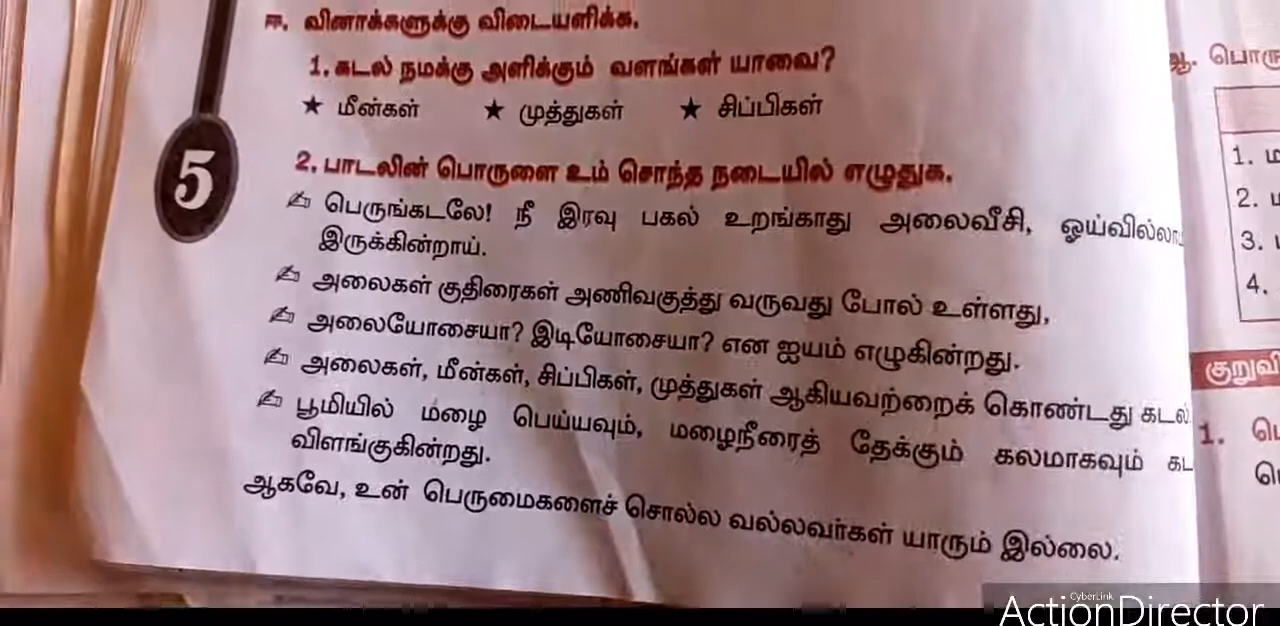 ஈ. வினாக்களுக்கு விடையளிக்க.
1. கடல் நமக்கு அளிக்கும் வளங்கள் யாவை?
★ மீன்கள் ★ முத்துகள் ★ சிப்பிகள்
5
2. பாடலின் பொருளை உம் சொந்த நடையில் எழுதுக.
பெருங்கடலே! நீ இரவு பகல் உறங்காது அலைவீசி,
இருக்கின்றாய்.
அலைகள் குதிரைகள் அணிவகுத்து வருவது போல் உள்ளது,
அலையோசையா? இடியோசையா? என ஐயம் எழுகின்றது.
அலைகள், மீன்கள், சிப்பிகள், முத்துகள் ஆகியவற்றைக் கொண்டது கடல்
பூமியில் மழை பெய்யவும், மழைநீரைத் தேக்கும் கலமாகவும்
விளங்குகின்றது.
ஆகவே, உன் பெருமைகளைச் சொல்ல வல்லவர்கள் யாரும் இல்லை.
ஆ.
1.
2.
3.
4.
1.
CyberLink
ActionDirector